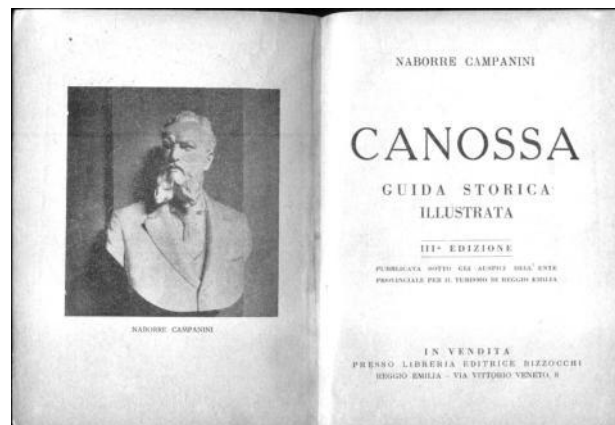 NABORRE CAMPANINI
NABORRE CAMPANINI
CANOSSA
GUIDA STORICA
ILLUSTRATA
IIIª EDIZIONE
PUBBLICATA SOTTO GLI AUSPICI DELL'ENTE
PROVINCIALE PER IL TURISMO DI REGGIO EMILIA
IN VENDITA
PRESSO LIBRERIA EDITRICE BIZZOCCHI
REGGIO EMILIA - VIA VITTORIO VENETO, 8